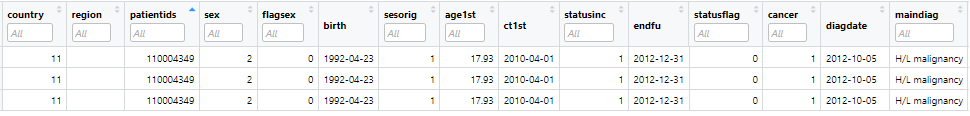 country region patientids sex flagsex birth sesorig age1st ct1st statusinc endfu statusflag cancer diagdate maindiag
All All All All All All All All All All All
11 110004349 2 0 1992-04-23 1 17.93 2010-04-01 1 2012-12-31 0 1 2012-10-05 H/L malignancy
11 110004349 2 0 1992-04-23 1 17.93 2010-04-01 1 2012-12-31 0 1 2012-10-05 H/L malignancy
11 110004349 2 0 1992-04-23 1 17.93 2010-04-01 1 2012-12-31 0 1 2012-10-05 H/L malignancy